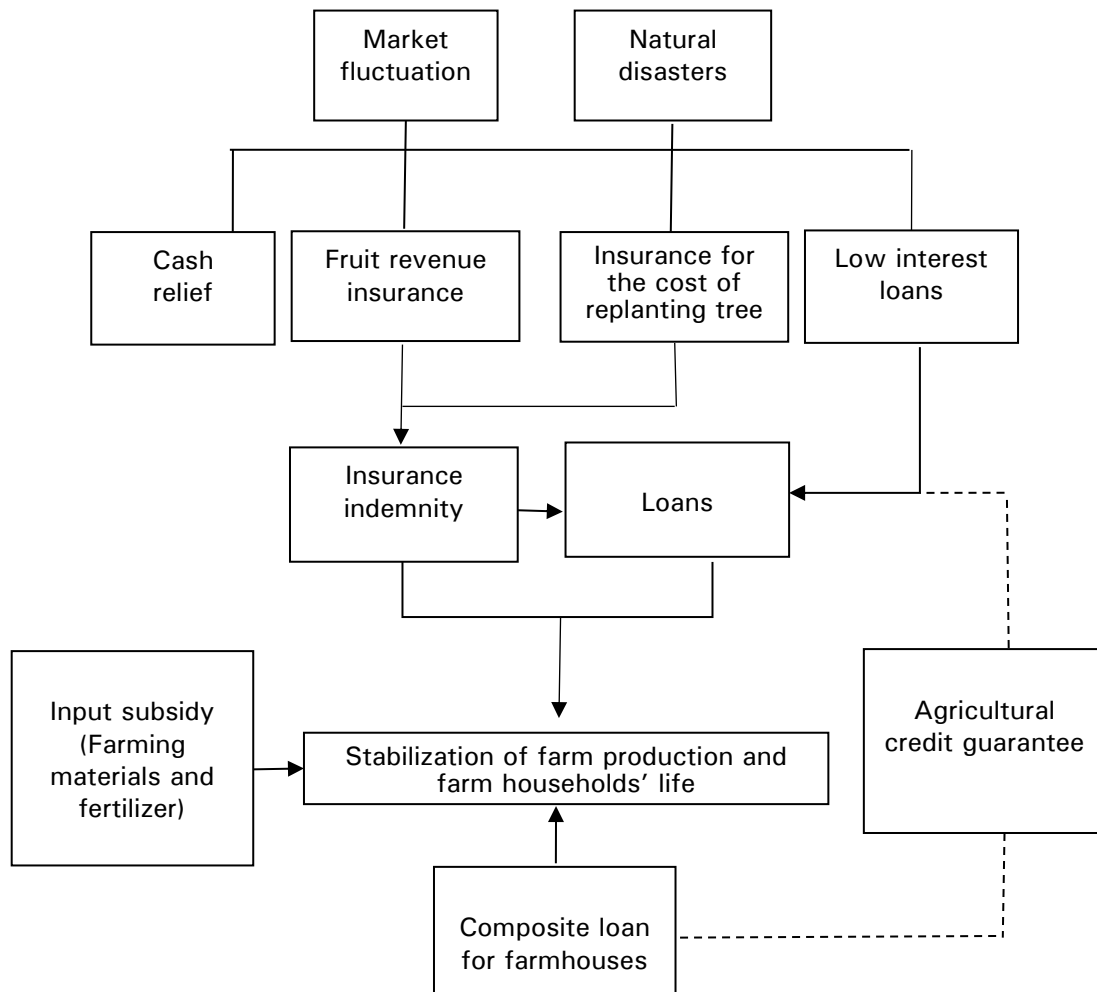 Market
fluctuation
Natural
disasters
Cash
relief
Fruit revenue
insurance
Insurance for
the cost of
replanting tree
Low interest
loans
Insurance
indemnity
Loans
Input subsidy
(Farming
materials and
fertilizer)
Stabilization of farm production and
farm households’ life
Agricultural
credit guarantee
Composite loan
for farmhouses